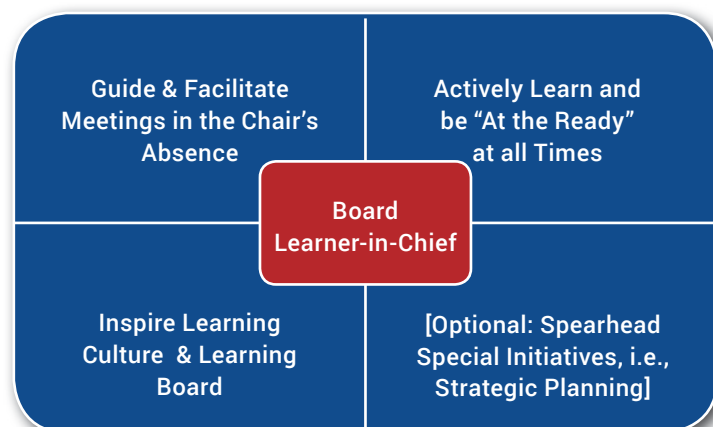 Guide & Facilitate
Meetings in the Chair’s
Absence
Actively Learn and
be “At the Ready”
at all Times
Board
Learner-in-Chief
Inspire Learning
Culture & Learning
Board
[Optional: Spearhead
Special Initiatives, i.e.,
Strategic Planning]